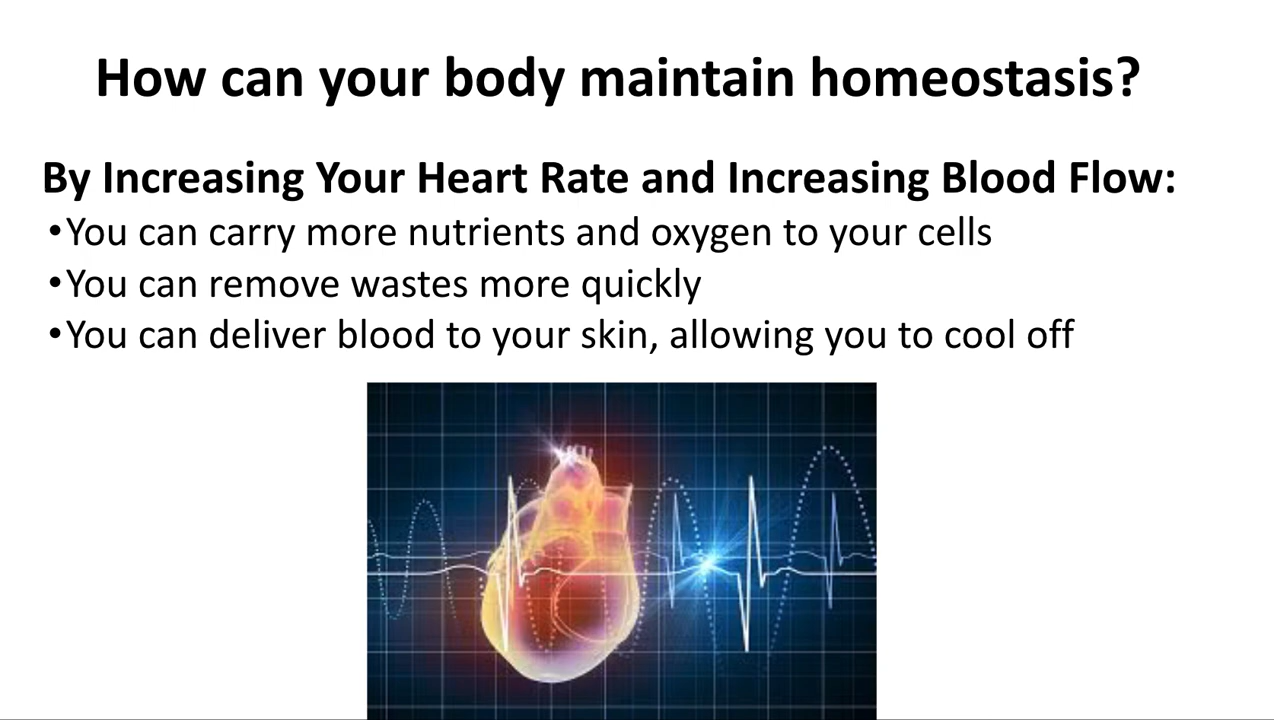 How can your body maintain homeostasis?
By Increasing Your Heart Rate and Increasing Blood Flow:
•You can carry more nutrients and oxygen to your cells
•You can remove wastes more quickly
•You can deliver blood to your skin, allowing you to cool off